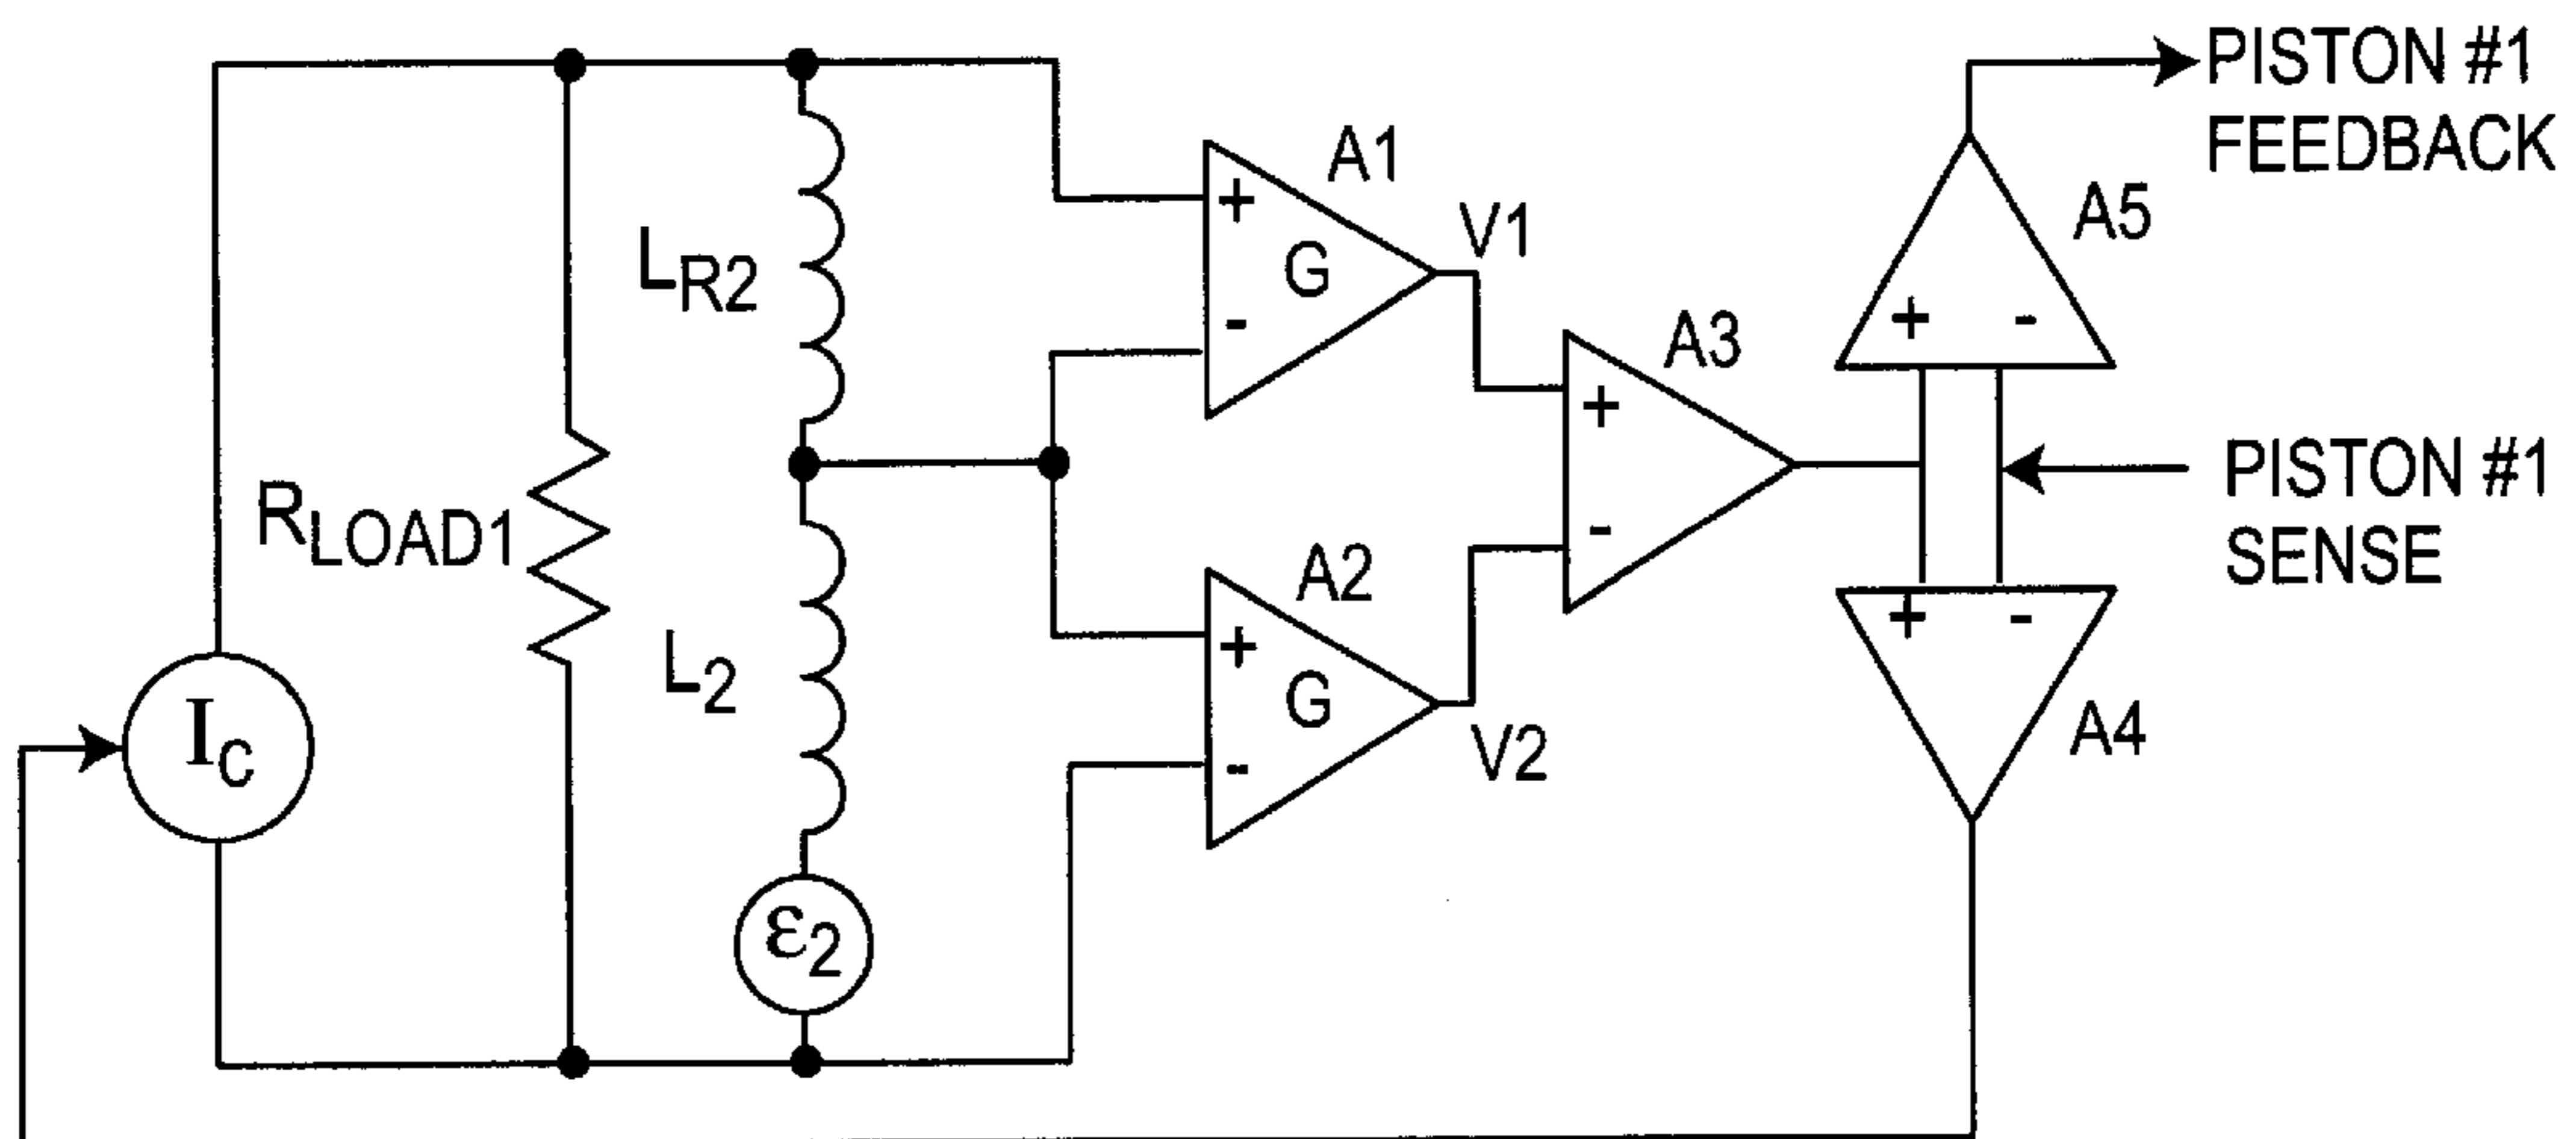 PISTON #1
FEEDBACK
A1
A5
+
G
V1
LR2
-
+ -
A3
+
PISTON #1
SENSE
RLOAD1
-
A2
+ -
L2
+
G
A4
IC
V2
-
ε2